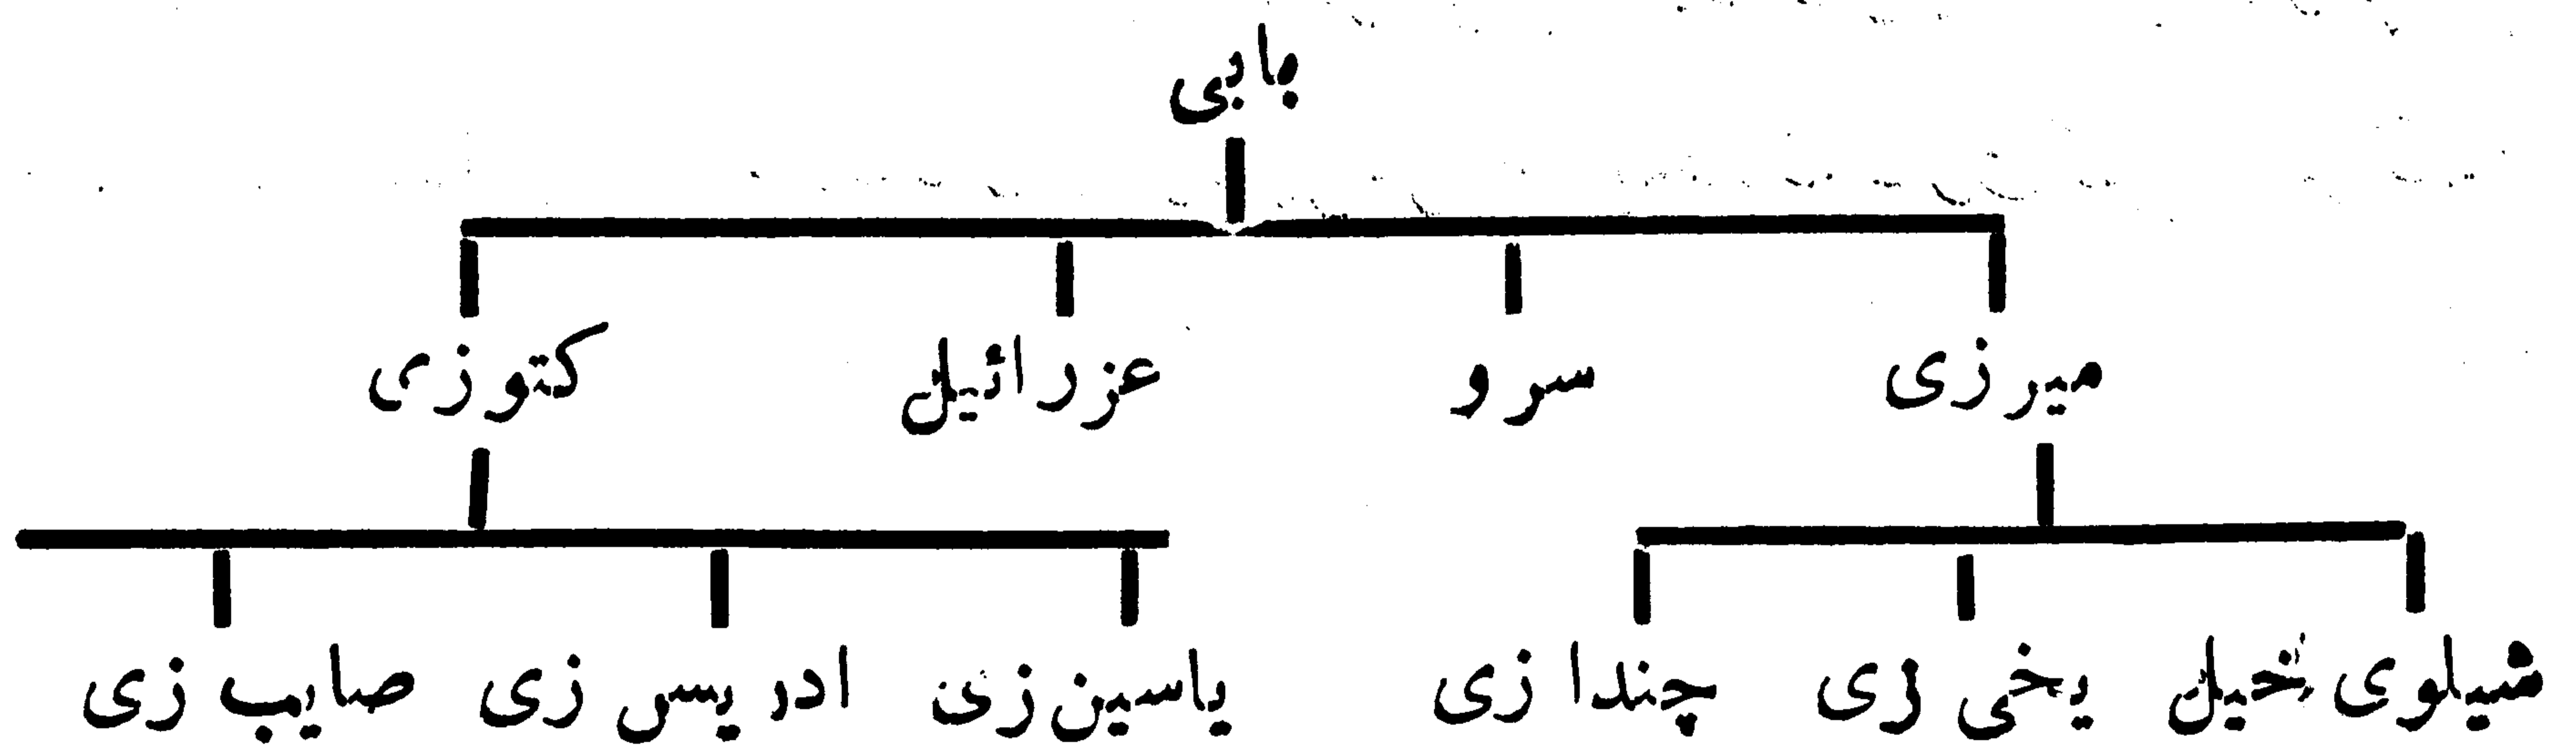 بابی
میرزی سرو عزرائیل کتوزی
شیلوی خیل یخی زی چندا زی یاسین زی ادریس زی صایب زی